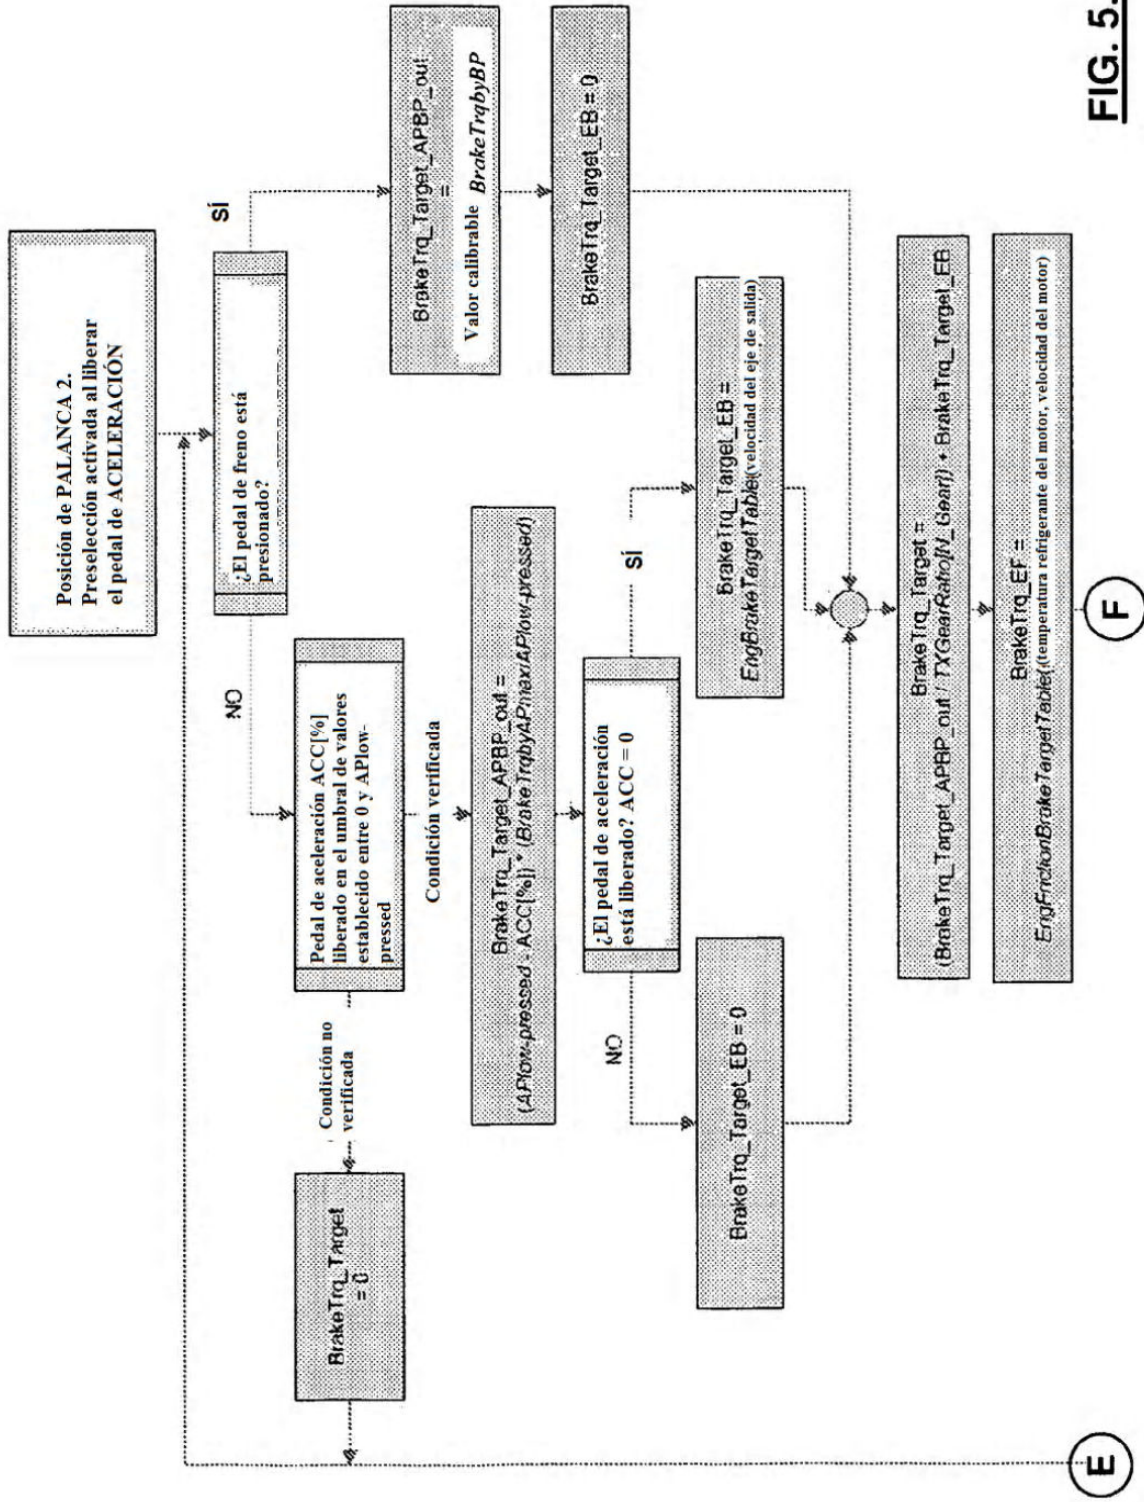 Posición de PALANCA 2.
Preselección activada al liberar
el pedal de ACELERACIÓN
¿El pedal de freno está
presionado?
SÍ
NO
BrakeTrq_Target_APBP_out
=
Valor calibrable BrakeTrqbyBP
BrakeTrq_Target_EB = 0
Pedal de aceleración ACC[%]
liberado en el umbral de valores
establecido entre 0 y APlow-
pressed
Condición no
verificada
BrakeTrq_Target
= 0
Condición verificada
BrakeTrq_Target_APBP_out =
(APlow-pressed - ACC[%]) * (BrakeTrqbyAPmax/APlow-pressed)
¿El pedal de aceleración
está liberado? ACC = 0
NO
SÍ
BrakeTrq_Target_EB = 0
BrakeTrq_Target_EB =
EngBrakeTargetTable(velocidad del eje de salida)
BrakeTrq_Target =
(BrakeTrq_Target_APBP_out / TXGearRatio[N_Gear]) + BrakeTrq_Target_EB
BrakeTrq_EF =
EngFrictionBrakeTargetTable((temperatura refrigerante del motor, velocidad del motor)
E
F
FIG. 5.